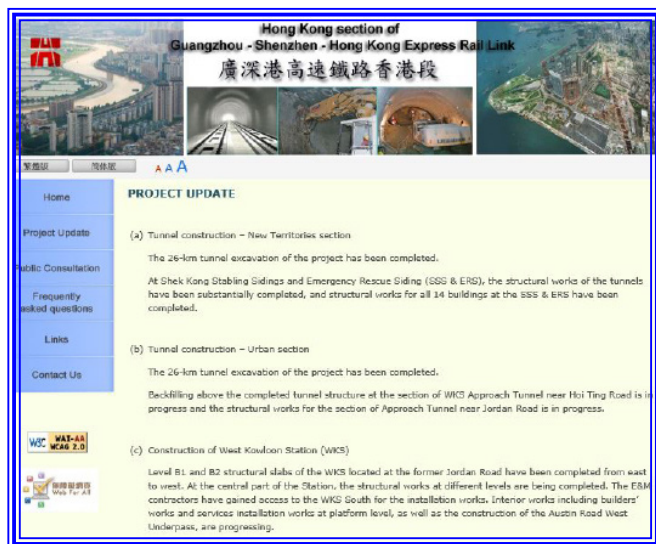 Hong Kong section of
Guangzhou - Shenzhen - Hong Kong Express Rail Link
廣深港高速鐵路香港段
繁體版 简体版 A A A
Home
Project Update
Public Consultation
Frequently
asked questions
Links
Contact Us
W3C WAI-AA
WCAG 2.0
無障礙網頁
Web For All
PROJECT UPDATE
(a) Tunnel construction – New Territories section
The 26-km tunnel excavation of the project has been completed.
At Shek Kong Stabling Sidings and Emergency Rescue Siding (SSS & ERS), the structural works of the tunnels
have been substantially completed, and structural works for all 14 buildings at the SSS & ERS have been
completed.
(b) Tunnel construction – Urban section
The 26-km tunnel excavation of the project has been completed.
Backfilling above the completed tunnel structure at the section of WKS Approach Tunnel near Hoi Ting Road is in
progress and the structural works for the section of Approach Tunnel near Jordan Road is in progress.
(c) Construction of West Kowloon Station (WKS)
Level B1 and B2 structural slabs of the WKS located at the former Jordan Road have been completed from east
to west. At the central part of the Station, the structural works at different levels are being completed. The E&M
contractors have gained access to the WKS South for the installation works. Interior works including builders'
works and services installation works at platform level, as well as the construction of the Austin Road West
Underpass, are progressing.